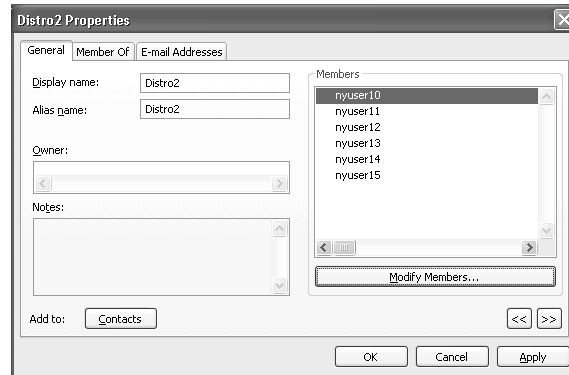 Distro2 Properties
General
Member Of
E-mail Addresses
Display name:
Distro2
Alias name:
Distro2
Owner:
Notes:
Members
nyuser10
nyuser11
nyuser12
nyuser13
nyuser14
nyuser15
Modify Members...
Add to:
Contacts
<<
>>
OK
Cancel
Apply